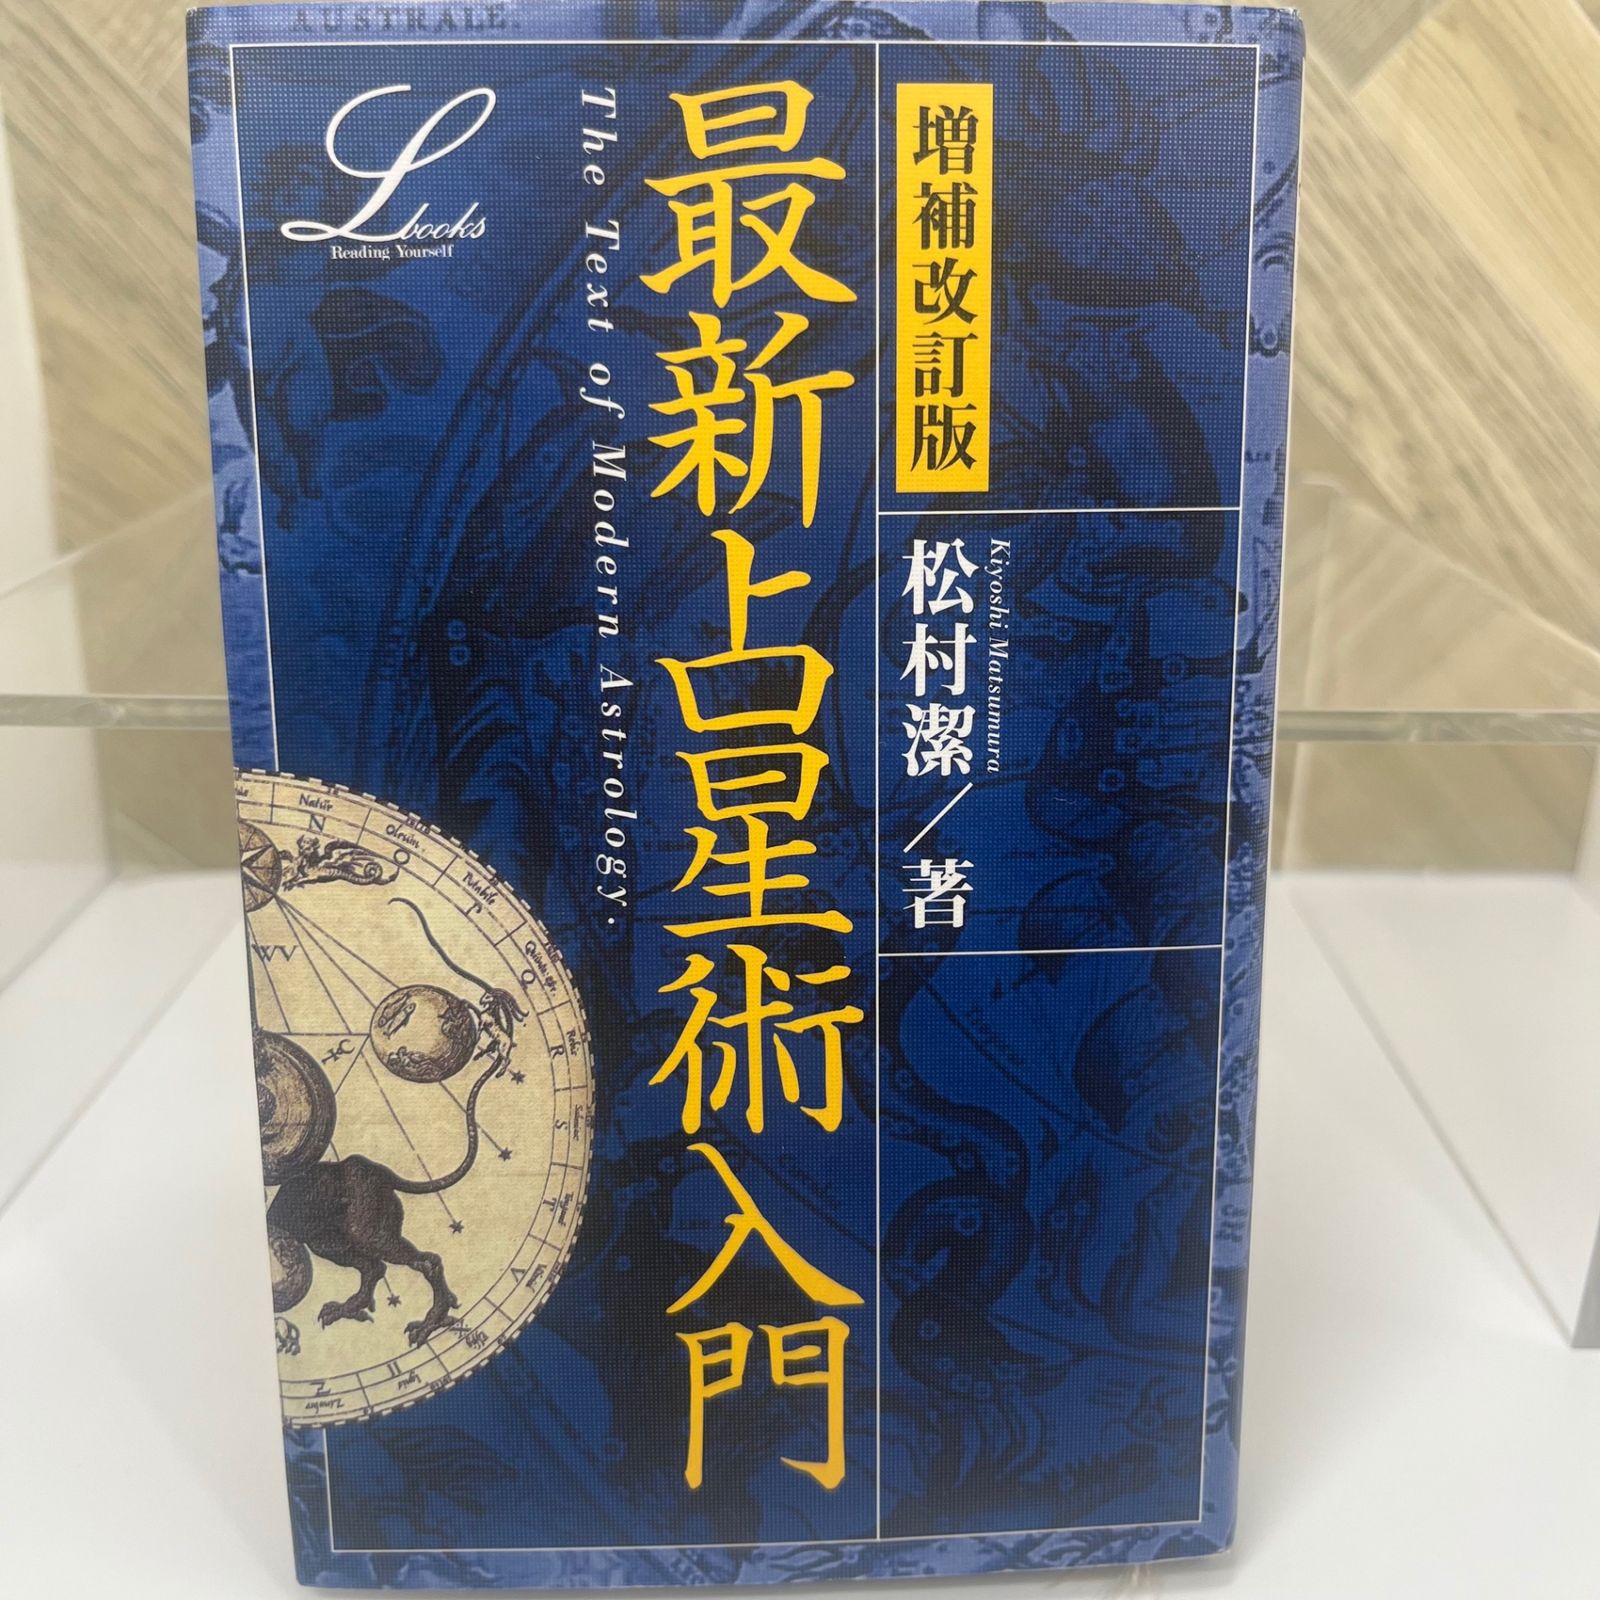 増補改訂版
Kiyoshi Matsumura
松村潔/著
最新占星術入門
The Text of Modern Astrology.
L books
Reading Yourself
AUSTRALE.